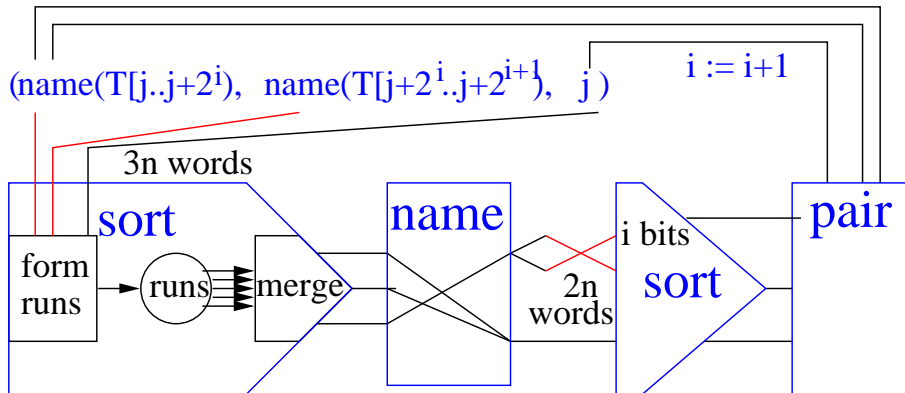 (name(T[j..j+2^i), name(T[j+2^i..j+2^{i+1}), j )
i := i+1
3n words
sort
name
pair
form
runs
runs
merge
i bits
sort
2n
words